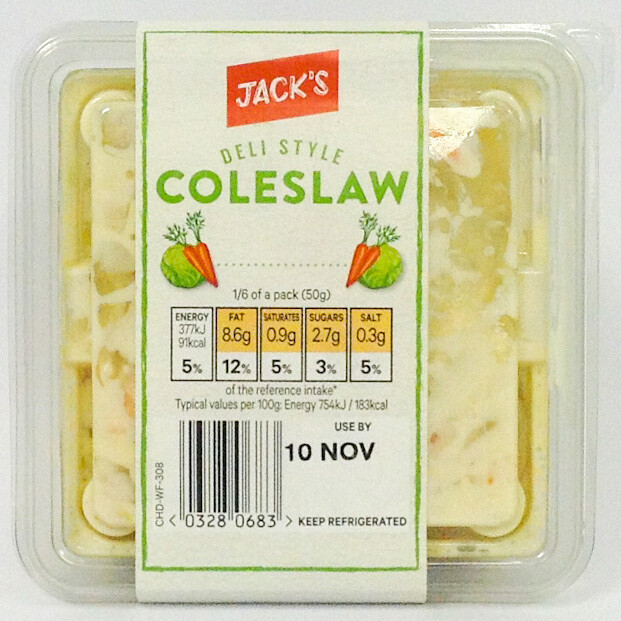 JACK'S
DELI STYLE
COLESLAW
1/6 of a pack (50g)
ENERGY FAT SATURATES SUGARS SALT
377kJ 8.6g 0.9g 2.7g 0.3g
91kcal
5% 12% 5% 3% 5%
of the reference intake*
Typical values per 100g: Energy 754kJ / 183kcal
USE BY
10 NOV
CHD-WF-308
< 0328 0683 > KEEP REFRIGERATED